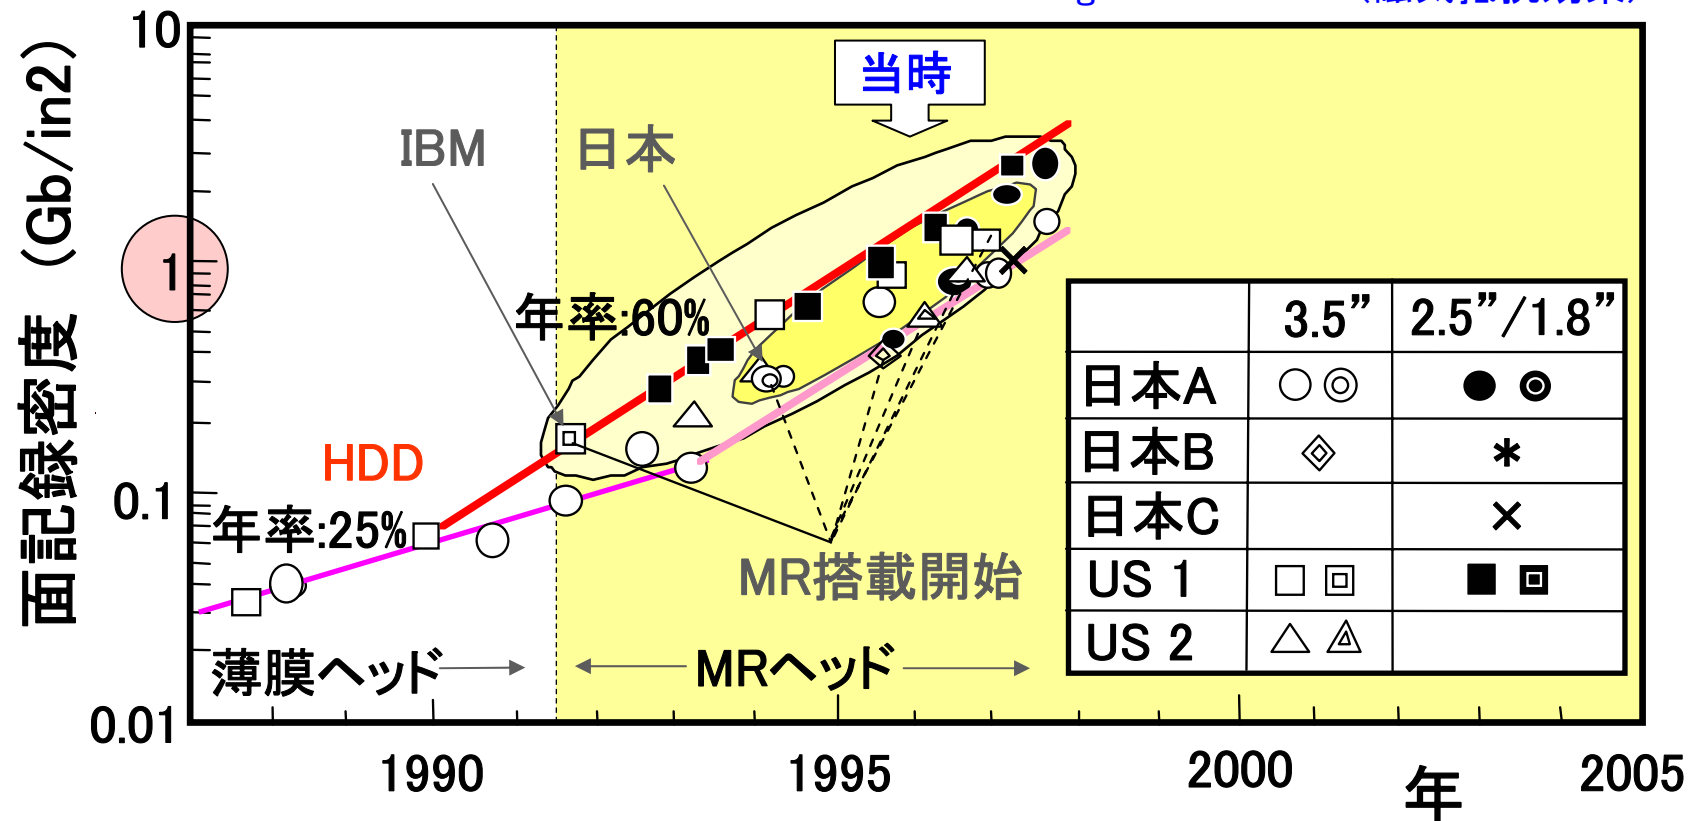 10
面記録密度 (Gb/in2)
当時
IBM
日本
1
年率:60%
3.5”
2.5”/1.8”
日本A
日本B
日本C
US 1
US 2
HDD
0.1
年率:25%
MR搭載開始
薄膜ヘッド
MRヘッド
0.01
1990
1995
2000
2005
年